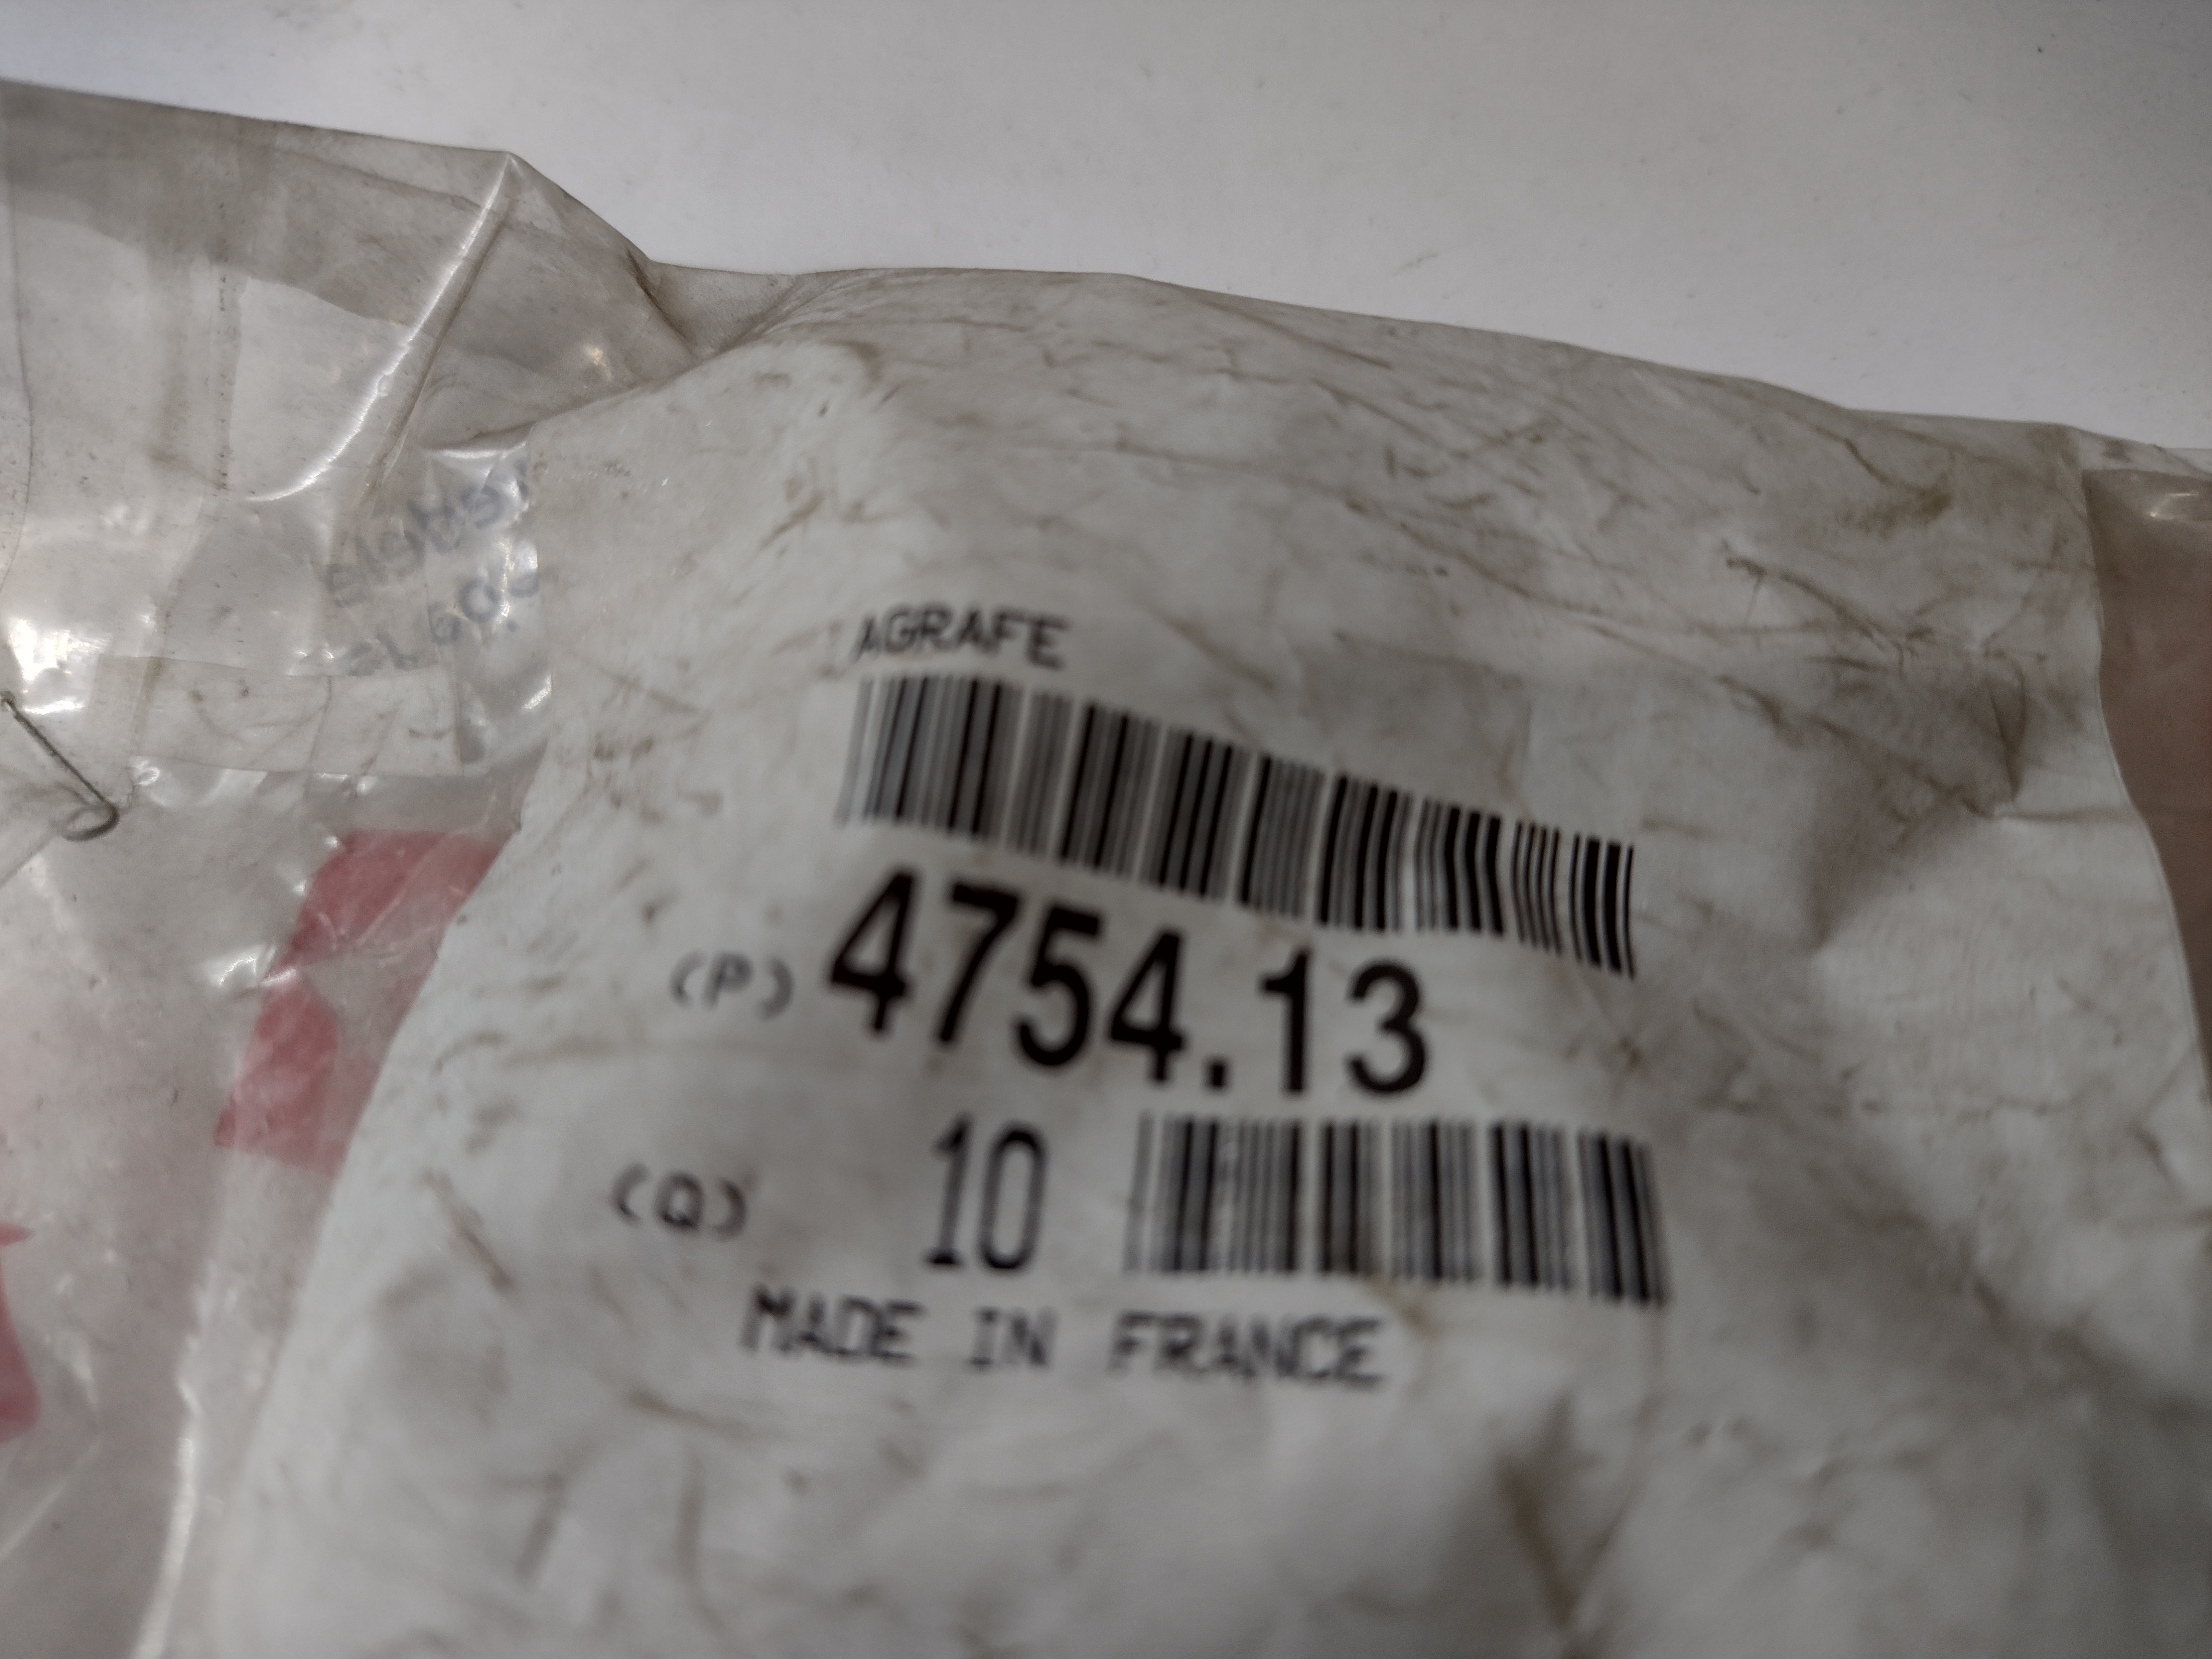 AGRAFE
(P) 4754.13
(Q) 10
MADE IN FRANCE